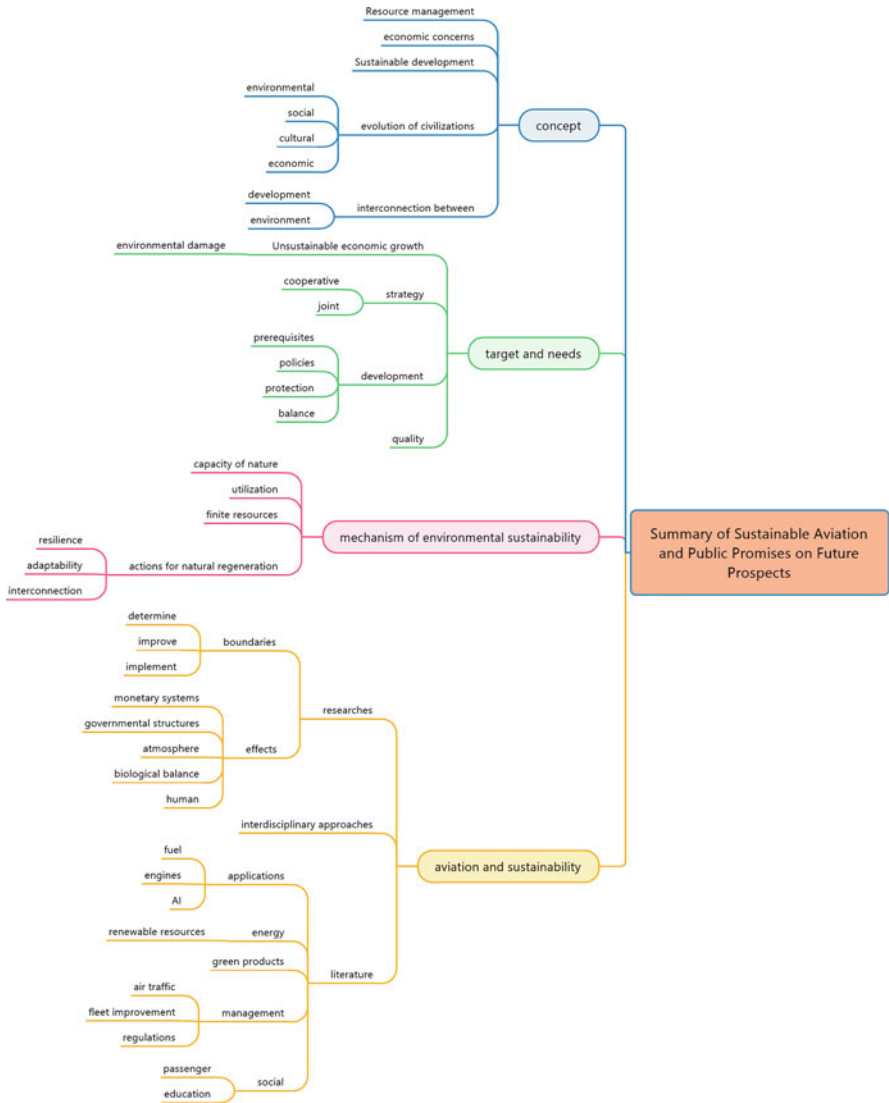 Resource management
economic concerns
Sustainable development
environmental
social
evolution of civilizations
cultural
economic
concept
development
interconnection between
environment
environmental damage
Unsustainable economic growth
cooperative
strategy
joint
prerequisites
policies
development
protection
balance
target and needs
quality
capacity of nature
utilization
finite resources
mechanism of environmental sustainability
resilience
adaptability
actions for natural regeneration
interconnection
Summary of Sustainable Aviation
and Public Promises on Future
Prospects
determine
improve
boundaries
implement
researches
monetary systems
governmental structures
atmosphere
effects
biological balance
human
interdisciplinary approaches
aviation and sustainability
fuel
engines
applications
AI
renewable resources
energy
green products
literature
air traffic
fleet improvement
management
regulations
passenger
social
education